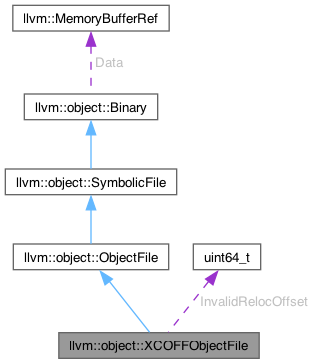 llvm::MemoryBufferRef
Data
llvm::object::Binary
llvm::object::SymbolicFile
llvm::object::ObjectFile
uint64_t
InvalidRelocOffset
llvm::object::XCOFFObjectFile